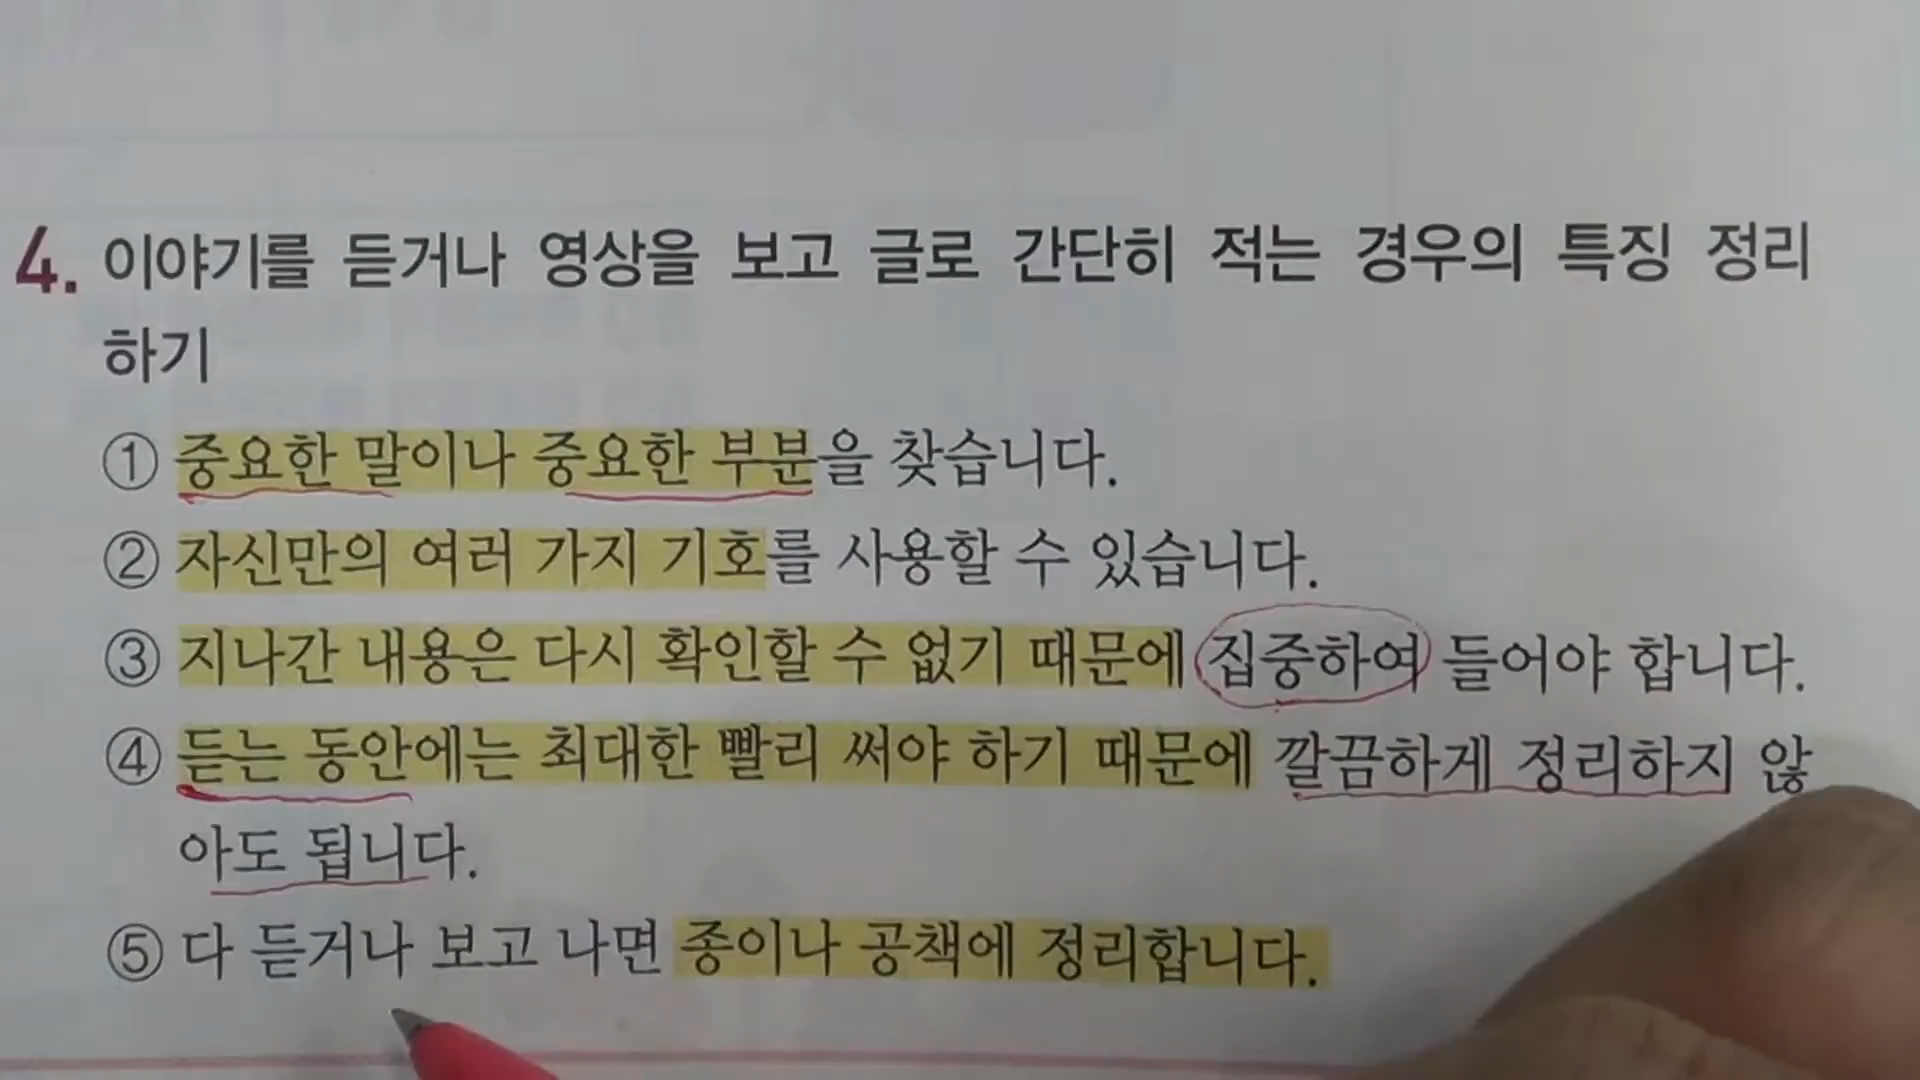 4. 이야기를 듣거나 영상을 보고 글로 간단히 적는 경우의 특징 정리
하기
① 중요한 말이나 중요한 부분을 찾습니다.
② 자신만의 여러 가지 기호를 사용할 수 있습니다.
③ 지나간 내용은 다시 확인할 수 없기 때문에 집중하여 들어야 합니다.
④ 듣는 동안에는 최대한 빨리 써야 하기 때문에 깔끔하게 정리하지 않
아도 됩니다.
⑤ 다 듣거나 보고 나면 종이나 공책에 정리합니다.